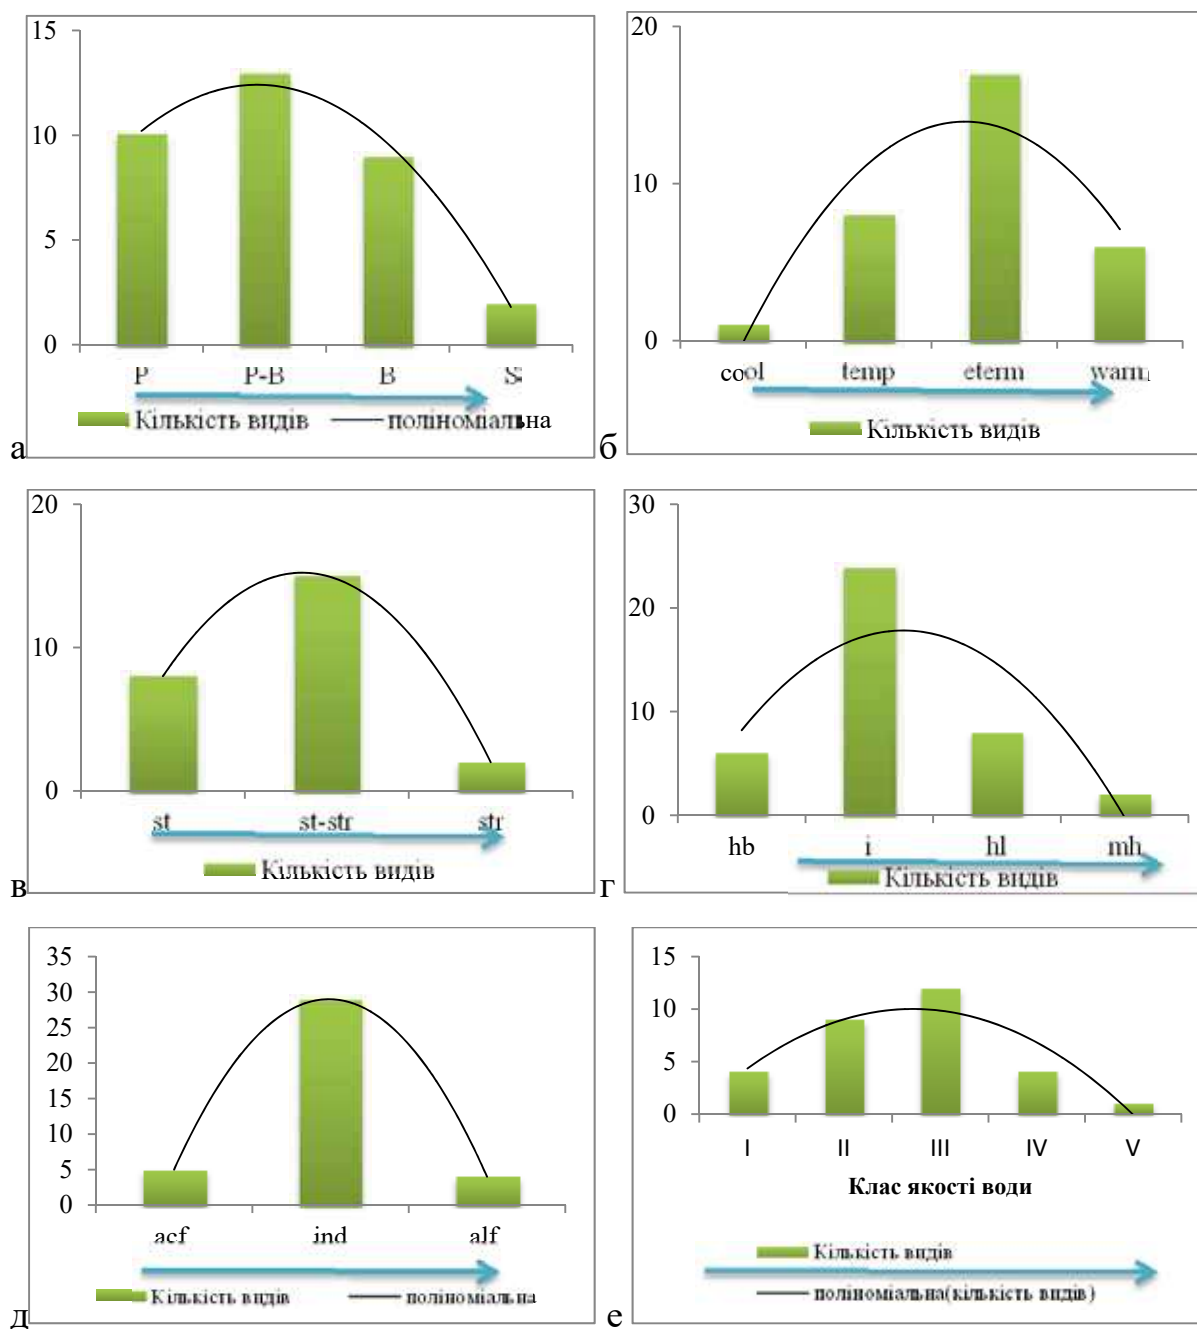 15
10
5
0
P P-B B S
Кількість видів поліноміальна
а
20
10
0
cool temp eterm warm
Кількість видів
б
20
10
0
st st-str str
Кількість видів
в
30
20
10
0
hb i hl mh
Кількість видів
г
35
30
25
20
15
10
5
0
acf ind alf
Кількість видів поліноміальна
д
15
10
5
0
I II III IV V
Клас якості води
Кількість видів
поліноміальна(кількість видів)
е